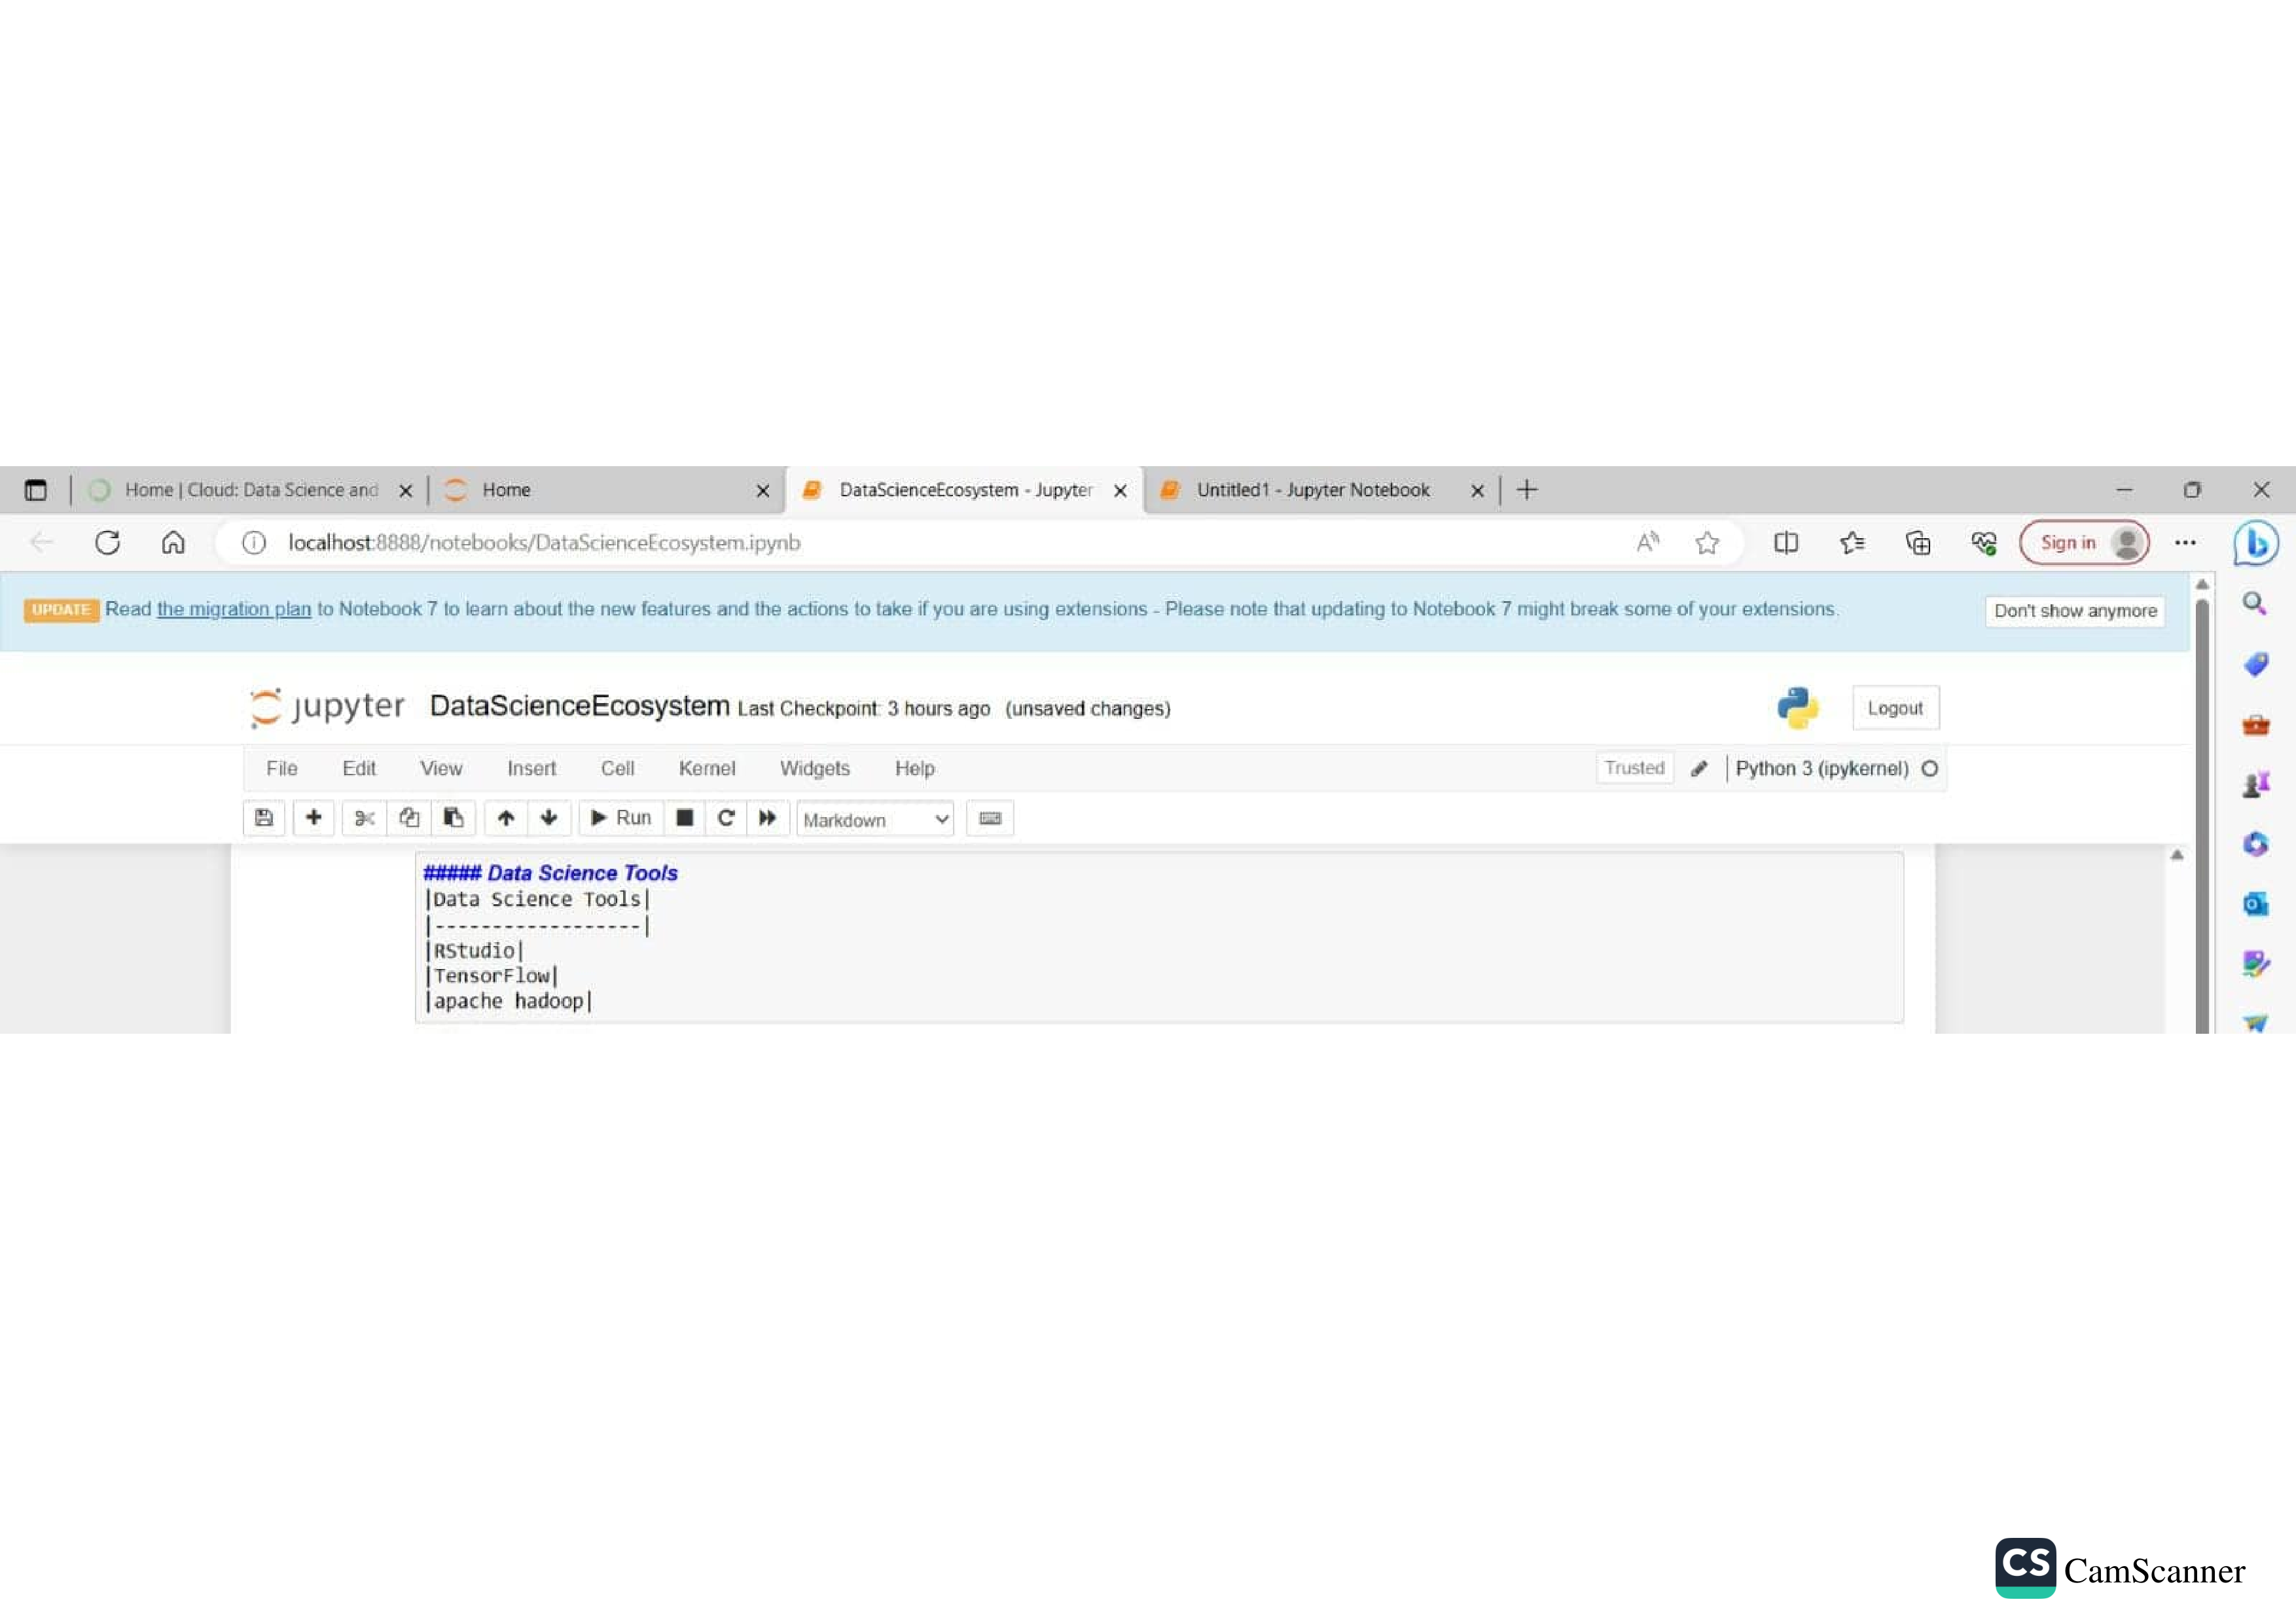 Home | Cloud: Data Science and
Home
DataScienceEcosystem - Jupyter
Untitled1 - Jupyter Notebook
localhost:8888/notebooks/DataScienceEcosystem.ipynb
Sign in
UPDATE Read the migration plan to Notebook 7 to learn about the new features and the actions to take if you are using extensions - Please note that updating to Notebook 7 might break some of your extensions.
Don't show anymore
jupyter DataScienceEcosystem Last Checkpoint: 3 hours ago (unsaved changes)
Logout
File Edit View Insert Cell Kernel Widgets Help
Trusted Python 3 (ipykernel)
Run Markdown
##### Data Science Tools
|Data Science Tools|
|------------------|
|RStudio|
|TensorFlow|
|apache hadoop|
CS CamScanner